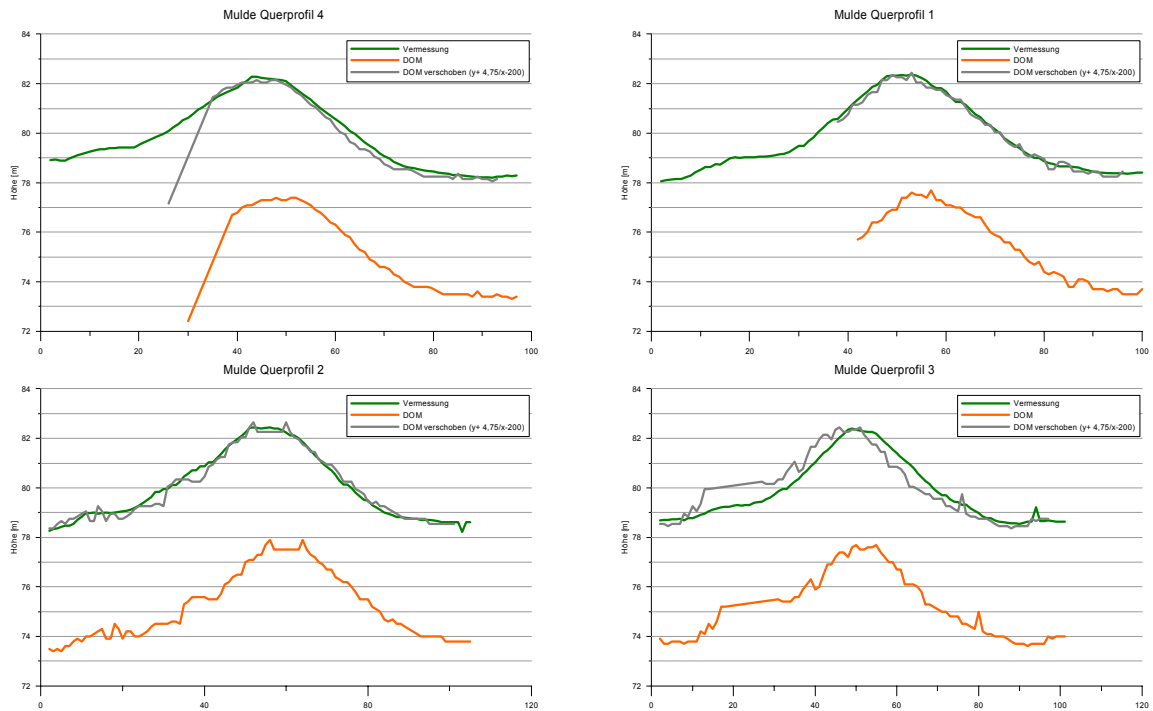 Mulde Querprofil 4
84
82
80
78
76
74
72
Höhe [m]
Vermessung
DOM
DOM verschoben (y+ 4,75/x-200)
0 20 40 60 80 100
Mulde Querprofil 1
84
82
80
78
76
74
72
Höhe [m]
Vermessung
DOM
DOM verschoben (y+ 4,75/x-200)
0 20 40 60 80 100
Mulde Querprofil 2
84
82
80
78
76
74
72
Höhe [m]
Vermessung
DOM
DOM verschoben (y+ 4,75/x-200)
0 40 80 120
Mulde Querprofil 3
84
82
80
78
76
74
72
Höhe [m]
Vermessung
DOM
DOM verschoben (y+ 4,75/x-200)
0 20 40 60 80 100 120